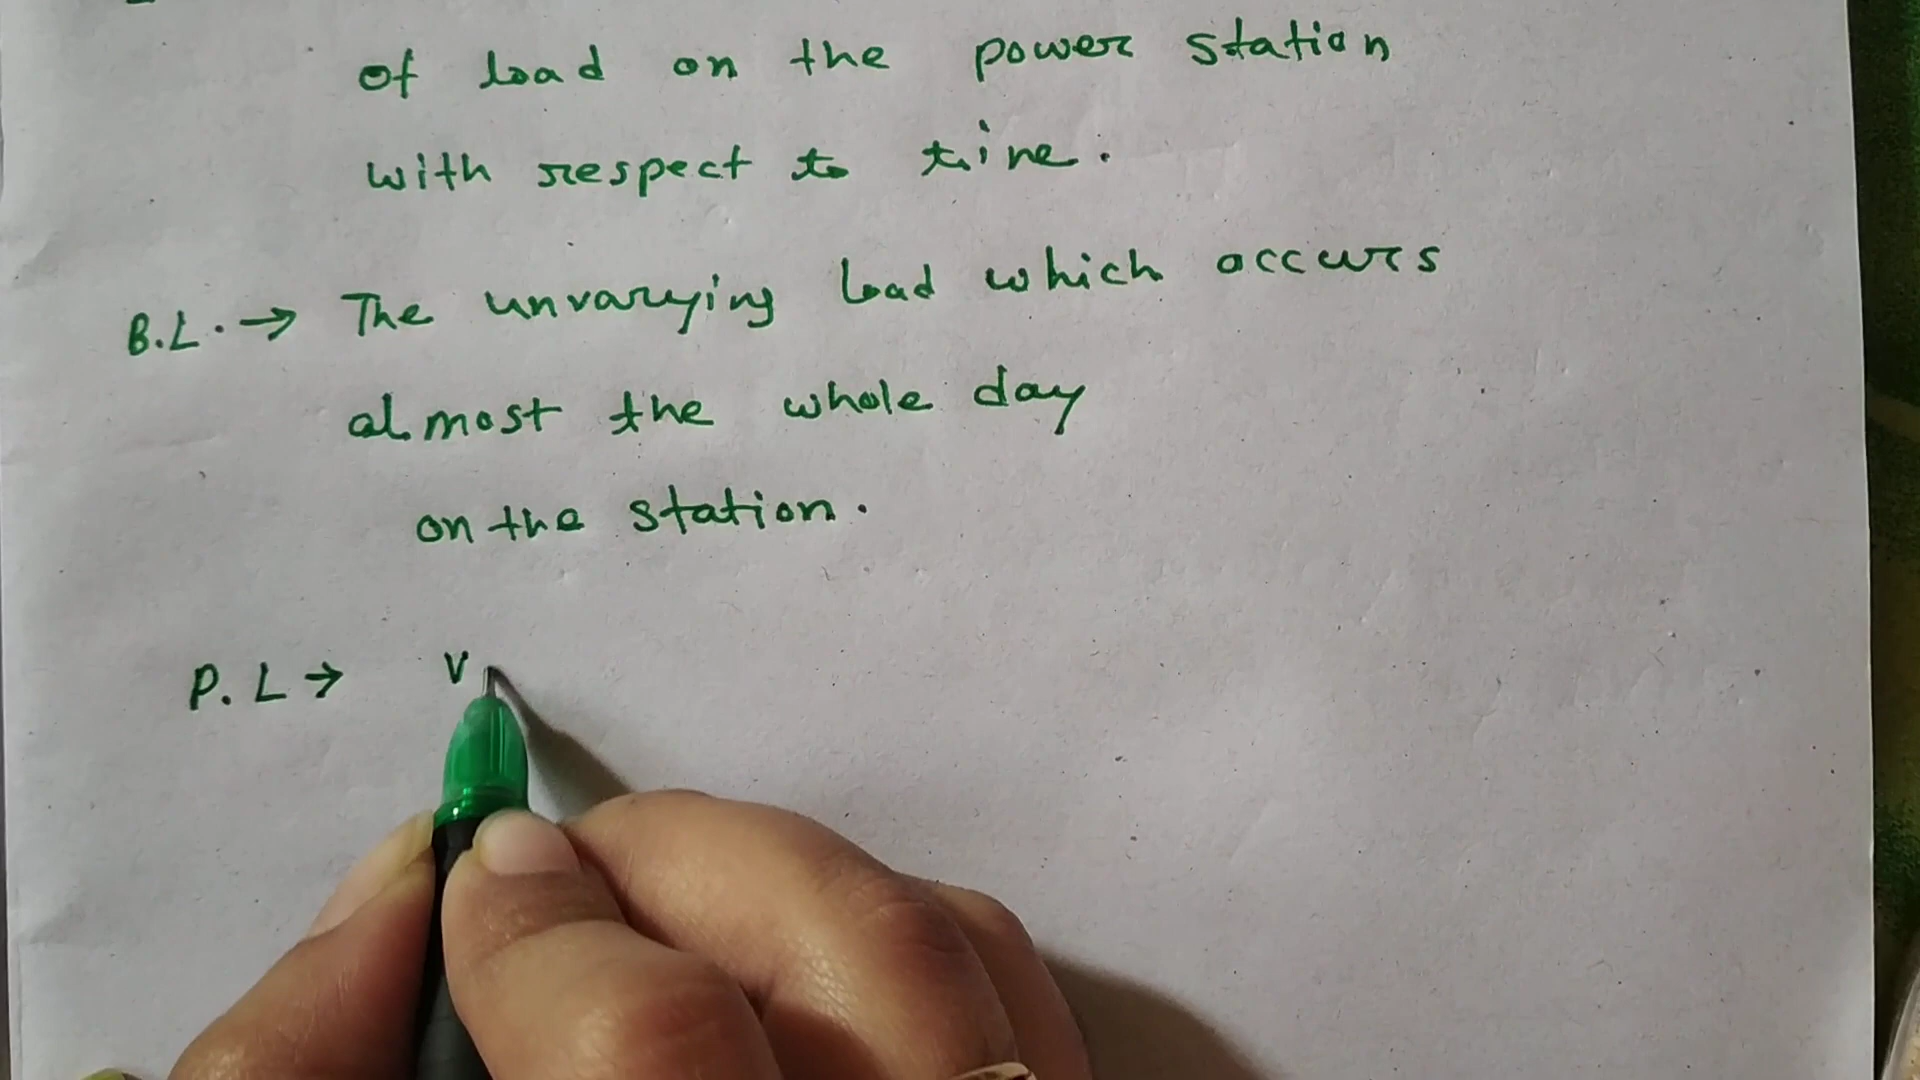 of load on the power station
with respect to time.
B.L. → The unvarying load which occurs
almost the whole day
on the station.
P. L → V